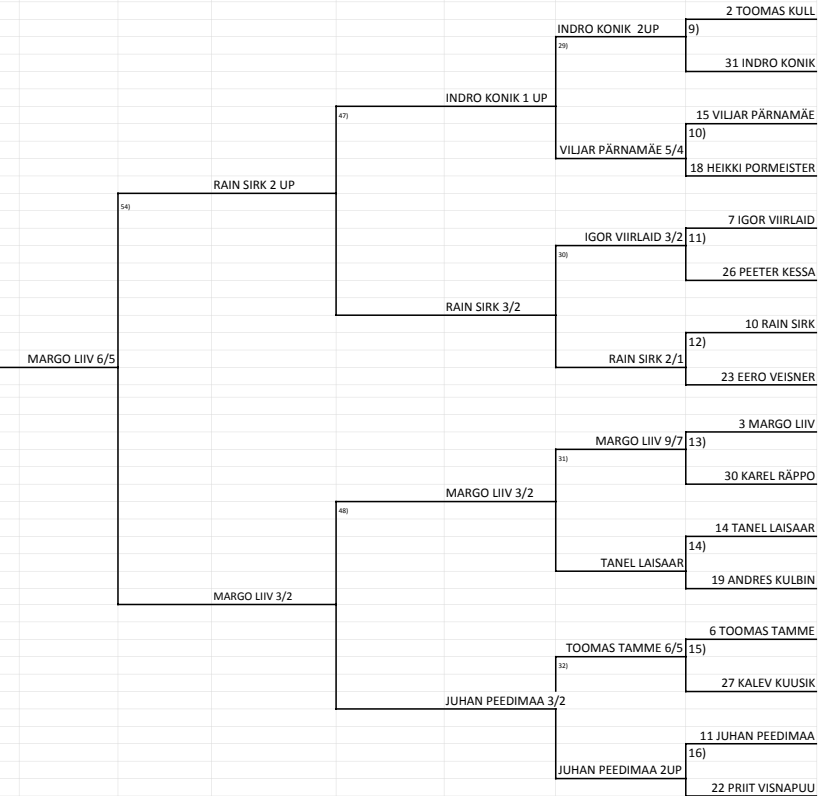 2 TOOMAS KULL
INDRO KONIK 2UP
9)
29)
31 INDRO KONIK
INDRO KONIK 1 UP
47)
15 VILJAR PÄRNAMÄE
10)
VILJAR PÄRNAMÄE 5/4
18 HEIKKI PORMEISTER
RAIN SIRK 2 UP
54)
7 IGOR VIIRLAID
IGOR VIIRLAID 3/2
11)
30)
26 PEETER KESSA
RAIN SIRK 3/2
10 RAIN SIRK
12)
MARGO LIIV 6/5
RAIN SIRK 2/1
23 EERO VEISNER
3 MARGO LIIV
MARGO LIIV 9/7
13)
31)
30 KAREL RÄPPO
MARGO LIIV 3/2
48)
14 TANEL LAISAAR
14)
TANEL LAISAAR
19 ANDRES KULBIN
MARGO LIIV 3/2
6 TOOMAS TAMME
TOOMAS TAMME 6/5
15)
32)
27 KALEV KUUSIK
JUHAN PEEDIMAA 3/2
11 JUHAN PEEDIMAA
16)
JUHAN PEEDIMAA 2UP
22 PRIIT VISNAPUU